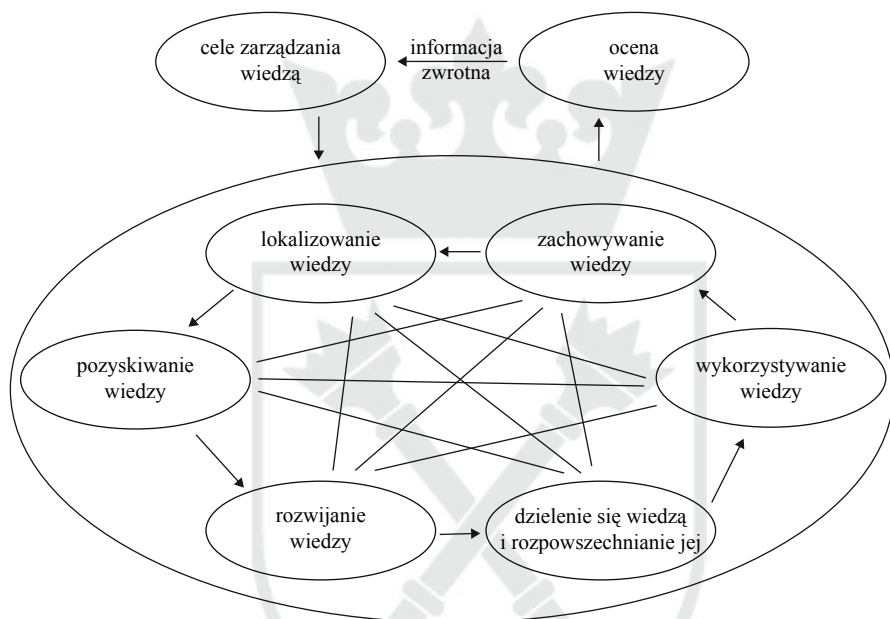 cele zarządzania
wiedzą
informacja
zwrotna
ocena
wiedzy
lokalizowanie
wiedzy
zachowywanie
wiedzy
pozyskiwanie
wiedzy
wykorzystywanie
wiedzy
rozwijanie
wiedzy
dzielenie się wiedzą
i rozpowszechnianie jej